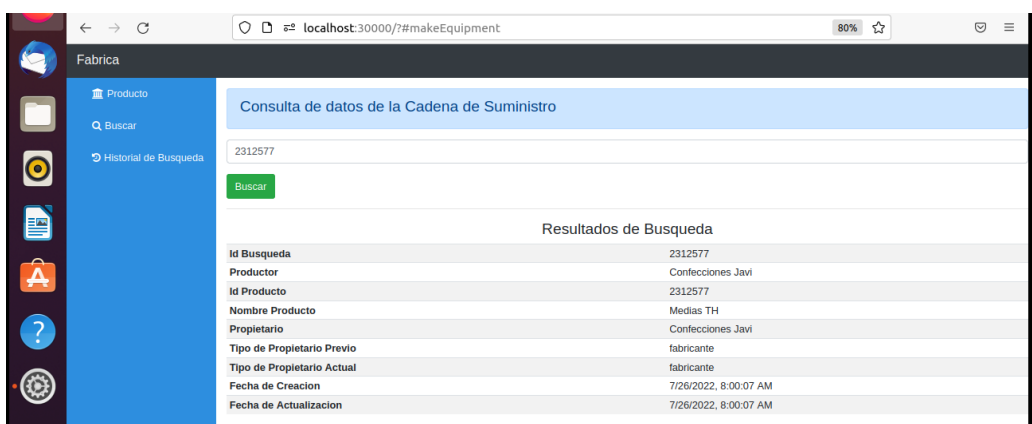 localhost:30000/?#makeEquipment
80%
Fabrica
Producto
Buscar
Historial de Busqueda
Consulta de datos de la Cadena de Suministro
2312577
Buscar
Resultados de Busqueda
Id Busqueda 2312577
Productor Confecciones Javi
Id Producto 2312577
Nombre Producto Medias TH
Propietario Confecciones Javi
Tipo de Propietario Previo fabricante
Tipo de Propietario Actual fabricante
Fecha de Creacion 7/26/2022, 8:00:07 AM
Fecha de Actualizacion 7/26/2022, 8:00:07 AM